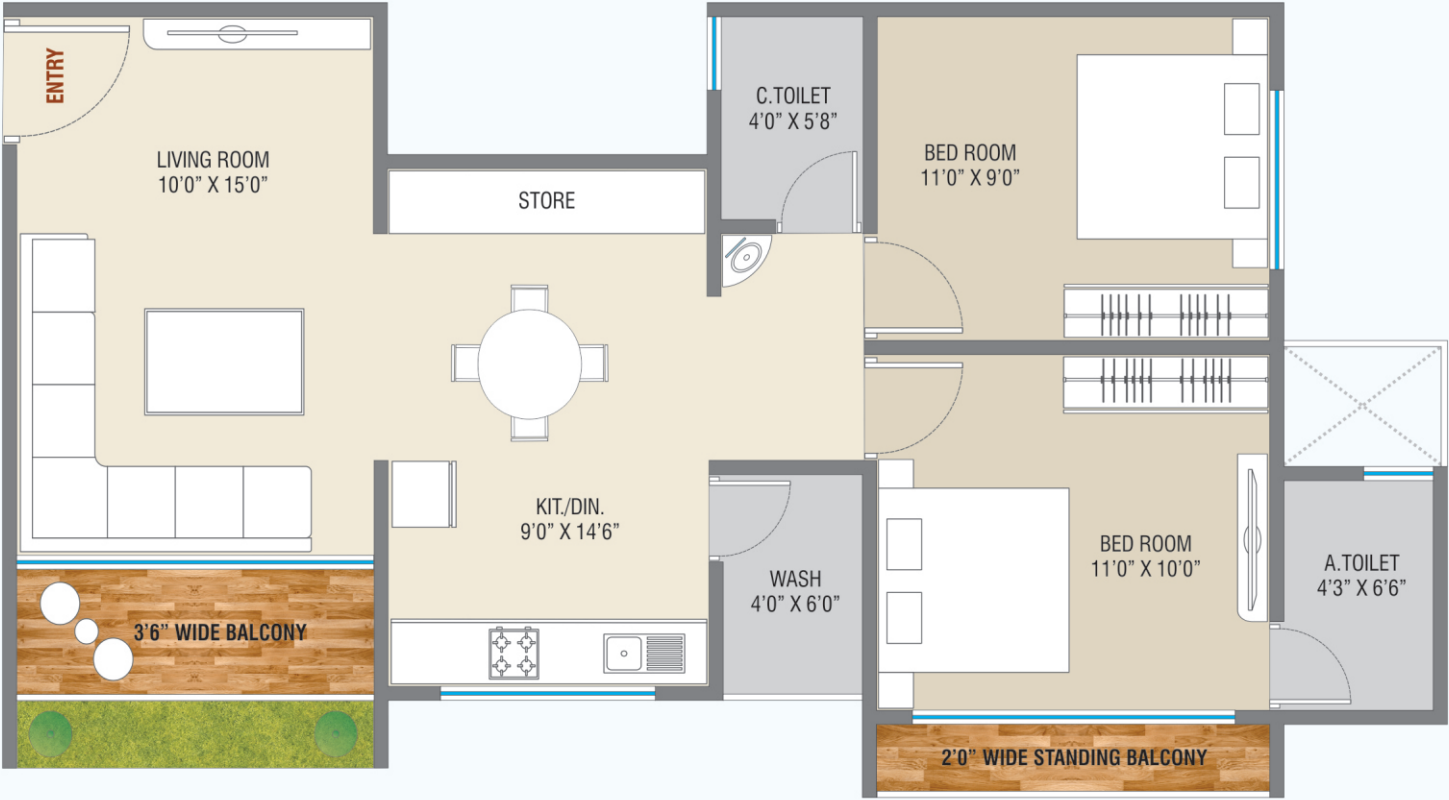 ENTRY
LIVING ROOM
10’0” X 15’0”
STORE
C.TOILET
4’0” X 5’8”
BED ROOM
11’0” X 9’0”
KIT./DIN.
9’0” X 14’6”
WASH
4’0” X 6’0”
BED ROOM
11’0” X 10’0”
A.TOILET
4’3” X 6’6”
3’6” WIDE BALCONY
2’0” WIDE STANDING BALCONY